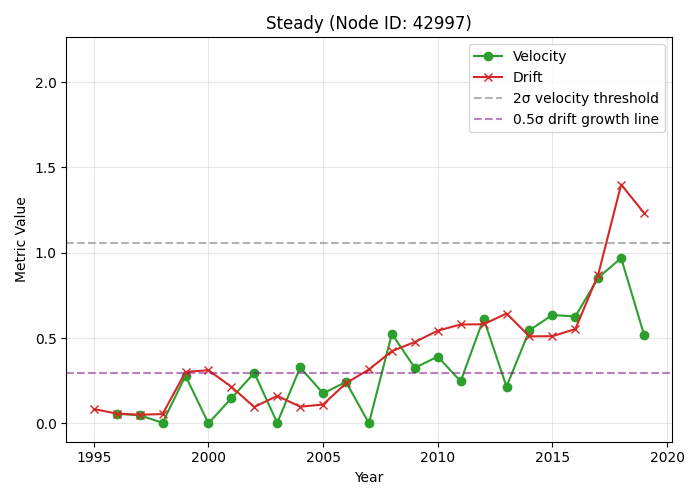 Steady (Node ID: 42997)
Velocity
Drift
2σ velocity threshold
0.5σ drift growth line
Metric Value
2.0
1.5
1.0
0.5
0.0
1995 2000 2005 2010 2015 2020
Year